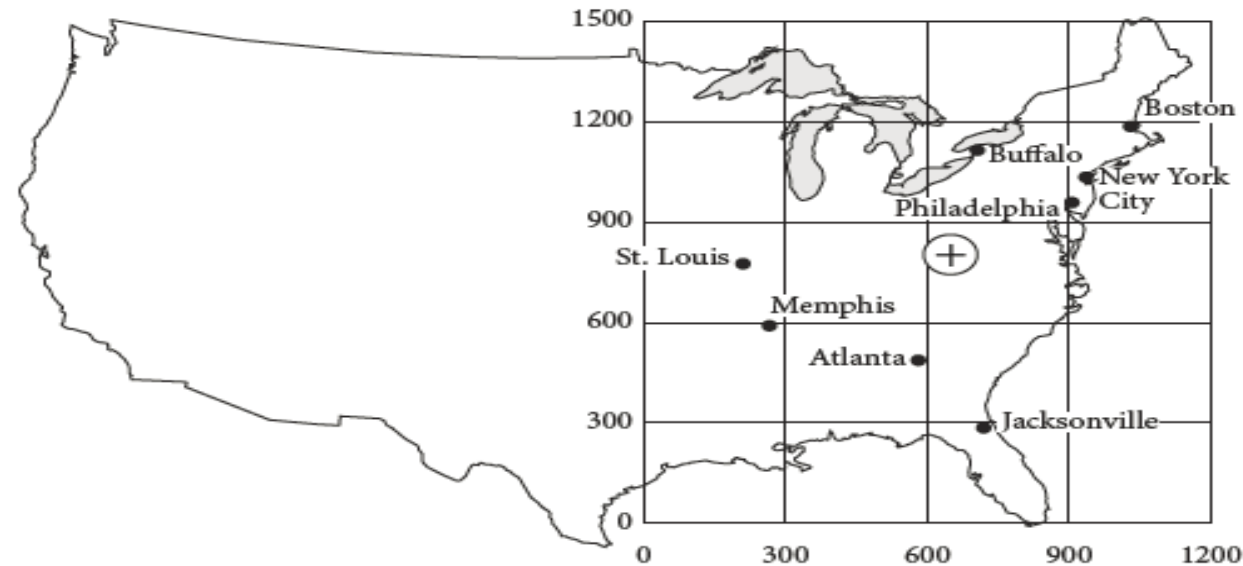 1500
Boston
1200
Buffalo
New York
City
Philadelphia
900
St. Louis
Memphis
600
Atlanta
300
Jacksonville
0
0 300 600 900 1200